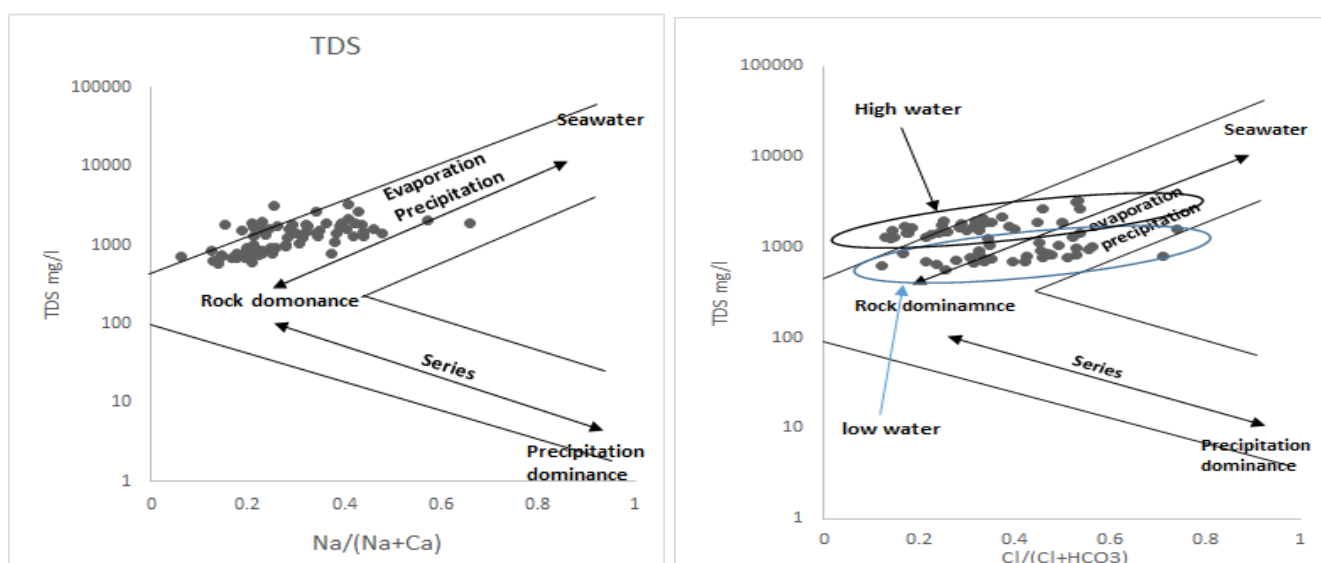 TDS
100000
10000
1000
100
10
1
TDS mg/l
Seawater
Evaporation
Precipitation
Rock domonance
Series
Precipitation
dominance
0
0.2
0.4
0.6
0.8
1
Na/(Na+Ca)
100000
10000
1000
100
10
1
TDS mg/l
High water
Seawater
evaporation
precipitation
Rock dominamnce
Series
low water
Precipitation
dominance
0
0.2
0.4
0.6
0.8
1
Cl/(Cl+HCO3)